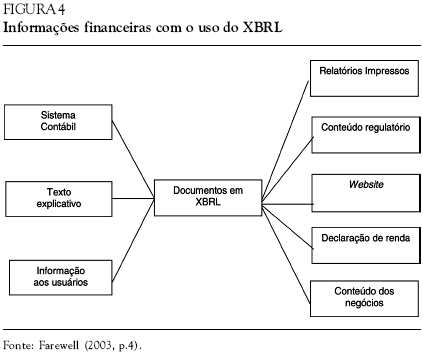 FIGURA 4
Informações financeiras com o uso do XBRL
Sistema
Contábil
Texto
explicativo
Informação
aos usuários
Documentos em
XBRL
Relatórios Impressos
Conteúdo regulatório
Website
Declaração de renda
Conteúdo dos
negócios
Fonte: Farewell (2003, p.4).